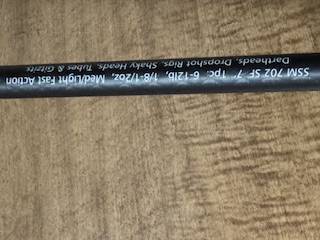 SSM 702 SF 7' 1pc. 6-12lb, 1/8-1/2oz, Med/Light Fast Action
Dartheads, Dropshot Rigs, Shaky Heads, Tubes & Gitzits